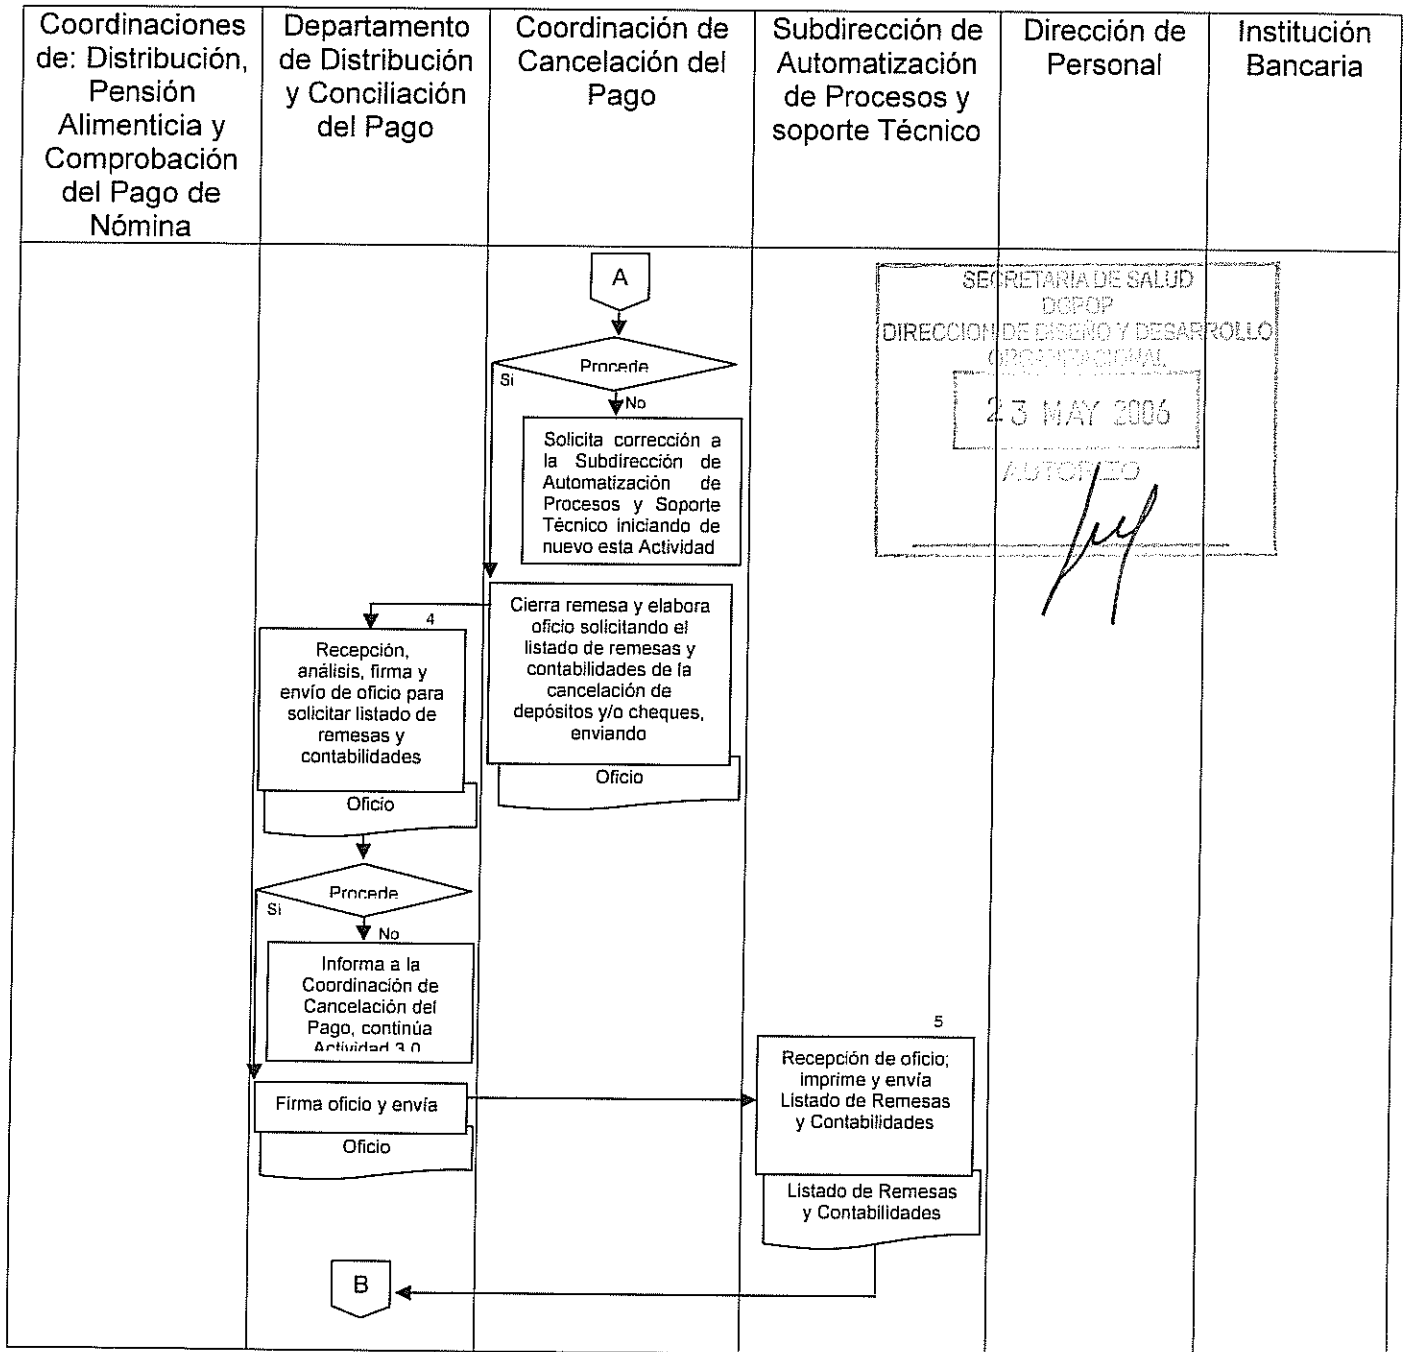 Coordinaciones
de: Distribución,
Pensión
Alimenticia y
Comprobación
del Pago de
Nómina
Departamento
de Distribución
y Conciliación
del Pago
Coordinación de
Cancelación del
Pago
Subdirección de
Automatización
de Procesos y
soporte Técnico
Dirección de
Personal
Institución
Bancaria
A
SECRETARIA DE SALUD
DGPOP
DIRECCION DE DISEÑO Y DESARROLLO
ORGANIZACIONAL
23 MAY 2006
AUTORIZO
Procede
Si
No
Solicita corrección a
la Subdirección de
Automatización de
Procesos y Soporte
Técnico iniciando de
nuevo esta Actividad
Cierra remesa y elabora
oficio solicitando el
listado de remesas y
contabilidades de la
cancelación de
depósitos y/o cheques,
enviando
Oficio
4
Recepción,
análisis, firma y
envío de oficio para
solicitar listado de
remesas y
contabilidades
Oficio
Procede
Si
No
Informa a la
Coordinación de
Cancelación del
Pago, continúa
Actividad 3.0
Firma oficio y envía
Oficio
5
Recepción de oficio;
imprime y envía
Listado de Remesas
y Contabilidades
Listado de Remesas
y Contabilidades
B